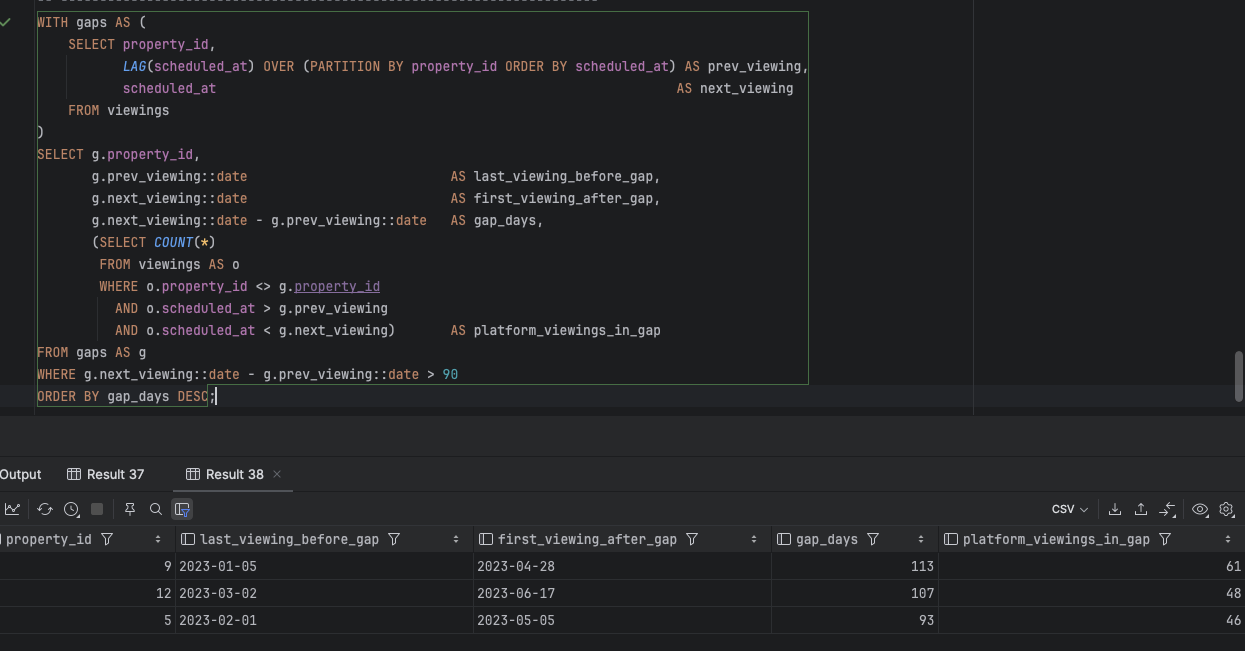 WITH gaps AS (
SELECT property_id,
LAG(scheduled_at) OVER (PARTITION BY property_id ORDER BY scheduled_at) AS prev_viewing,
scheduled_at AS next_viewing
FROM viewings
)
SELECT g.property_id,
g.prev_viewing::date AS last_viewing_before_gap,
g.next_viewing::date AS first_viewing_after_gap,
g.next_viewing::date - g.prev_viewing::date AS gap_days,
(SELECT COUNT(*)
FROM viewings AS o
WHERE o.property_id <> g.property_id
AND o.scheduled_at > g.prev_viewing
AND o.scheduled_at < g.next_viewing) AS platform_viewings_in_gap
FROM gaps AS g
WHERE g.next_viewing::date - g.prev_viewing::date > 90
ORDER BY gap_days DESC;
Output Result 37 Result 38
CSV
property_id last_viewing_before_gap first_viewing_after_gap gap_days platform_viewings_in_gap
9 2023-01-05 2023-04-28 113 61
12 2023-03-02 2023-06-17 107 48
5 2023-02-01 2023-05-05 93 46